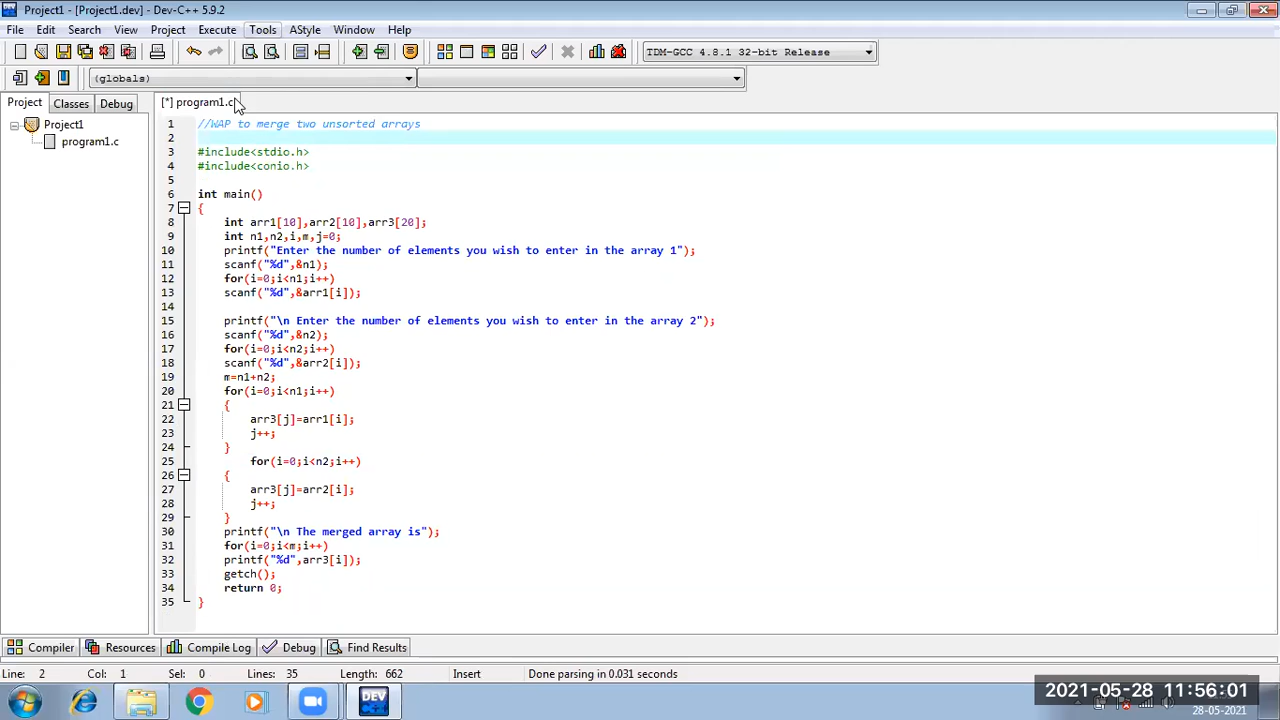 Project1 - [Project1.dev] - Dev-C++ 5.9.2
File Edit Search View Project Execute Tools AStyle Window Help
TDM-GCC 4.8.1 32-bit Release
(globals)
Project Classes Debug
[*] program1.c
Project1
program1.c
1 //WAP to merge two unsorted arrays
2
3 #include<stdio.h>
4 #include<conio.h>
5
6 int main()
7 {
8 int arr1[10],arr2[10],arr3[20];
9 int n1,n2,i,m,j=0;
10 printf("Enter the number of elements you wish to enter in the array 1");
11 scanf("%d",&n1);
12 for(i=0;i<n1;i++)
13 scanf("%d",&arr1[i]);
14
15 printf("\n Enter the number of elements you wish to enter in the array 2");
16 scanf("%d",&n2);
17 for(i=0;i<n2;i++)
18 scanf("%d",&arr2[i]);
19 m=n1+n2;
20 for(i=0;i<n1;i++)
21 {
22 arr3[j]=arr1[i];
23 j++;
24 }
25 for(i=0;i<n2;i++)
26 {
27 arr3[j]=arr2[i];
28 j++;
29 }
30 printf("\n The merged array is");
31 for(i=0;i<m;i++)
32 printf("%d",arr3[i]);
33 getch();
34 return 0;
35 }
Compiler Resources Compile Log Debug Find Results
Line: 2 Col: 1 Sel: 0 Lines: 35 Length: 662 Insert Done parsing in 0.031 seconds
DEV
2021-05-28 11:56:01
28-05-2021